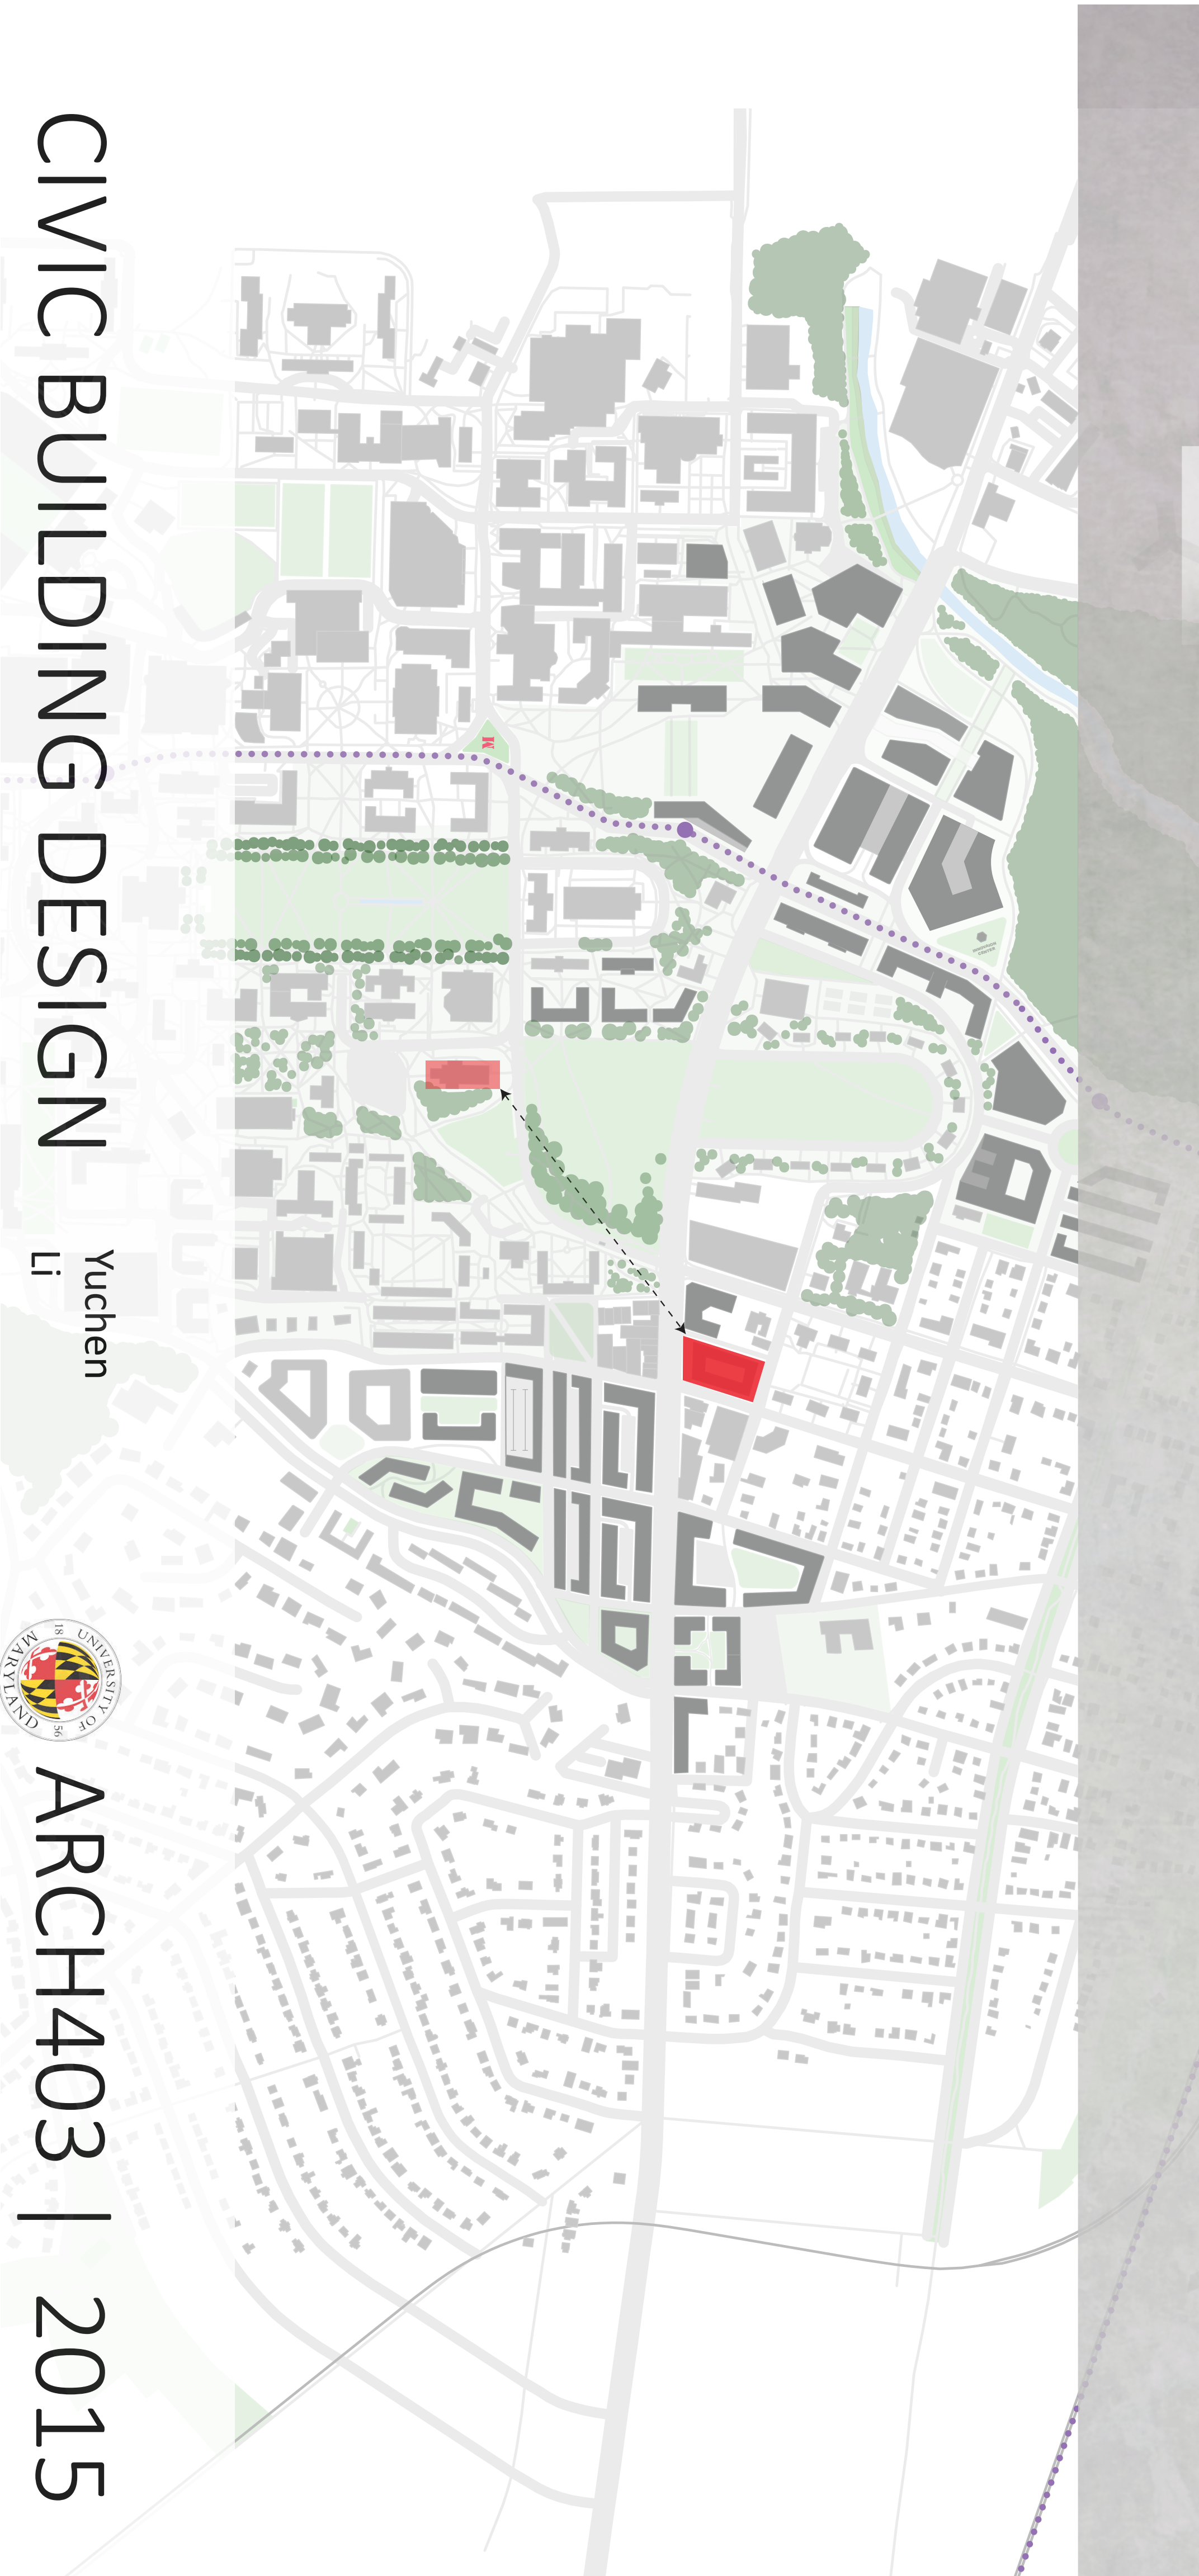 CIVIC BUILDING DESIGN
Yuchen
Li
UNIVERSITY OF
MARYLAND
18 56
ARCH403 | 2015
M